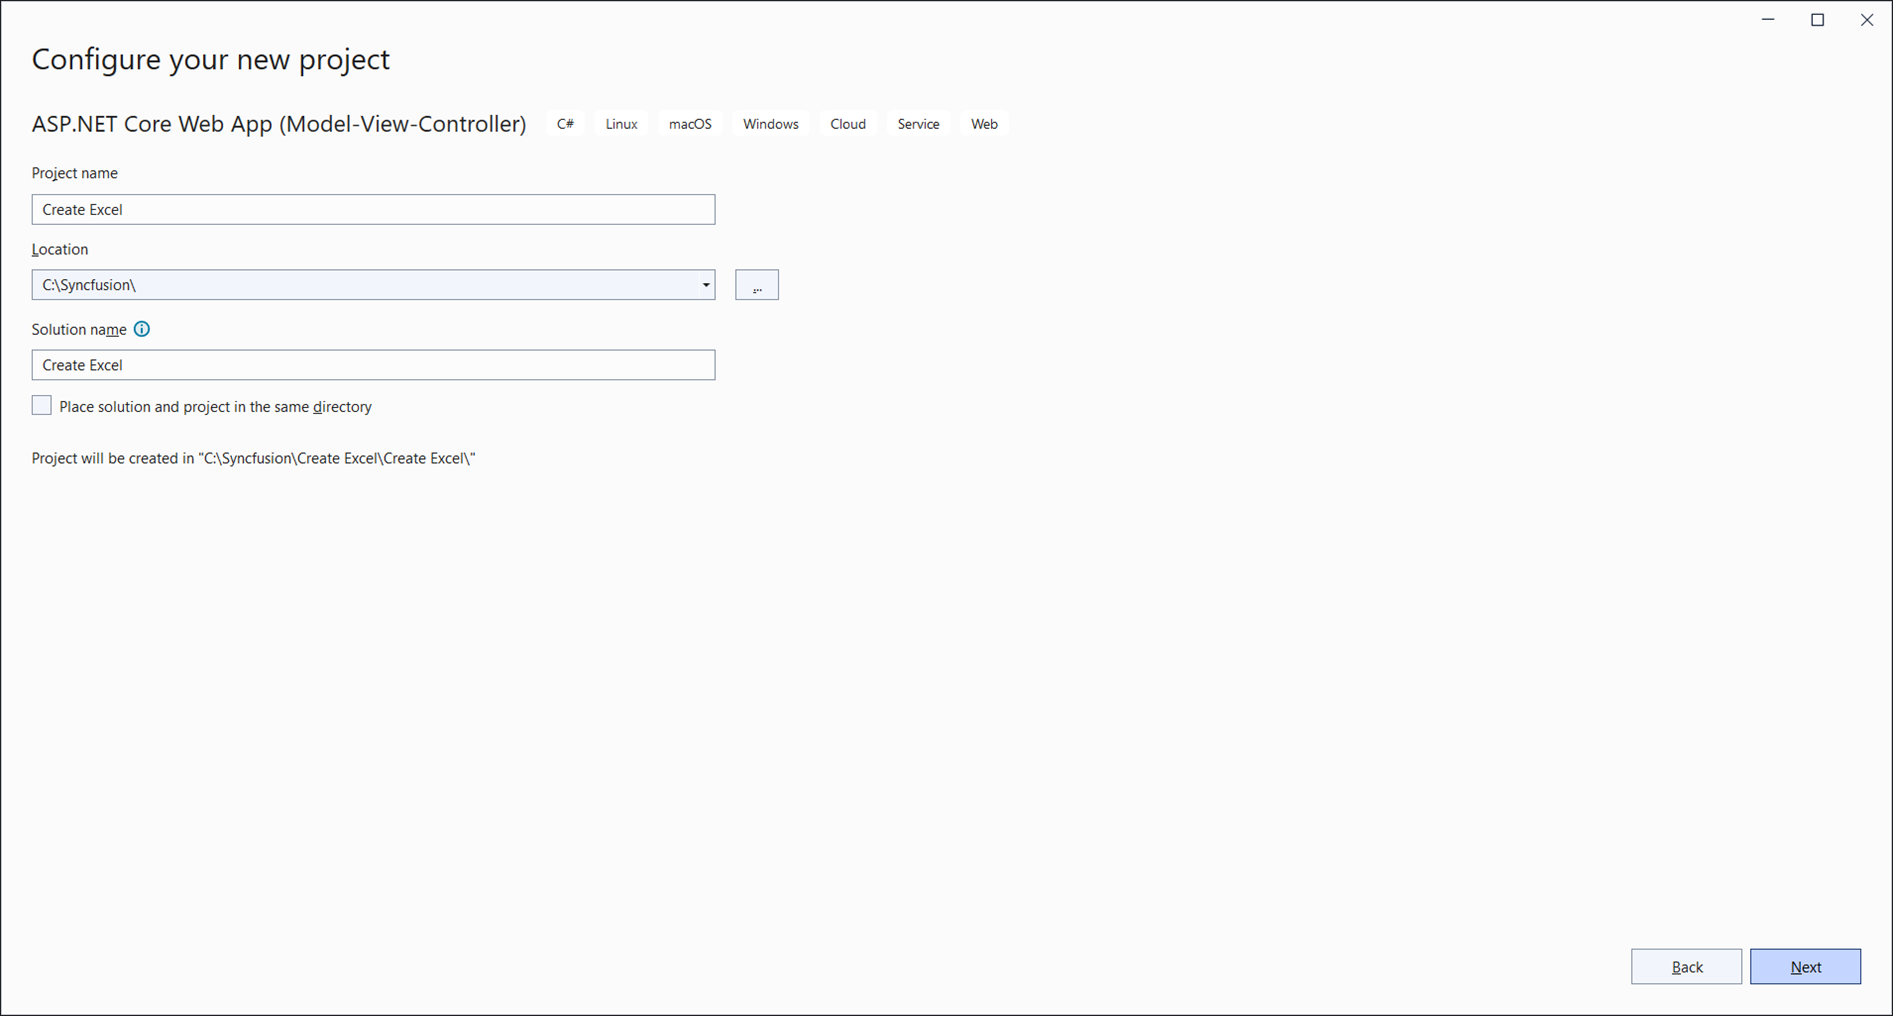 Configure your new project
ASP.NET Core Web App (Model-View-Controller) C# Linux macOS Windows Cloud Service Web
Project name
Create Excel
Location
C:\Syncfusion\
...
Solution name
Create Excel
Place solution and project in the same directory
Project will be created in "C:\Syncfusion\Create Excel\Create Excel\"
Back Next